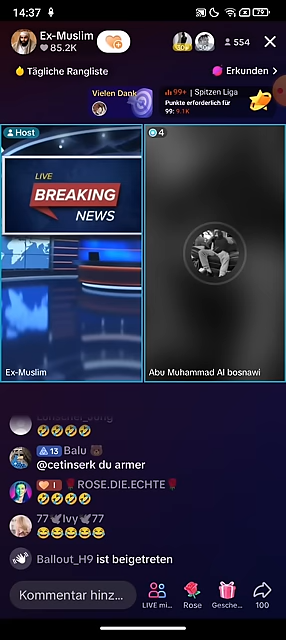 14:37
79
Ex-Muslim
85.2K
554
Tägliche Rangliste
Erkunden >
Vielen Dank
99+ | Spitzen Liga
Punkte erforderlich für
99: 9.1K
Host
4
LIVE
BREAKING
NEWS
Ex-Muslim
Abu Muhammad Al bosnawi
13 Balu
@cetinserk du armer
1 ROSE.DIE.ECHTE
77 Ivy 77
Ballout_H9 ist beigetreten
Kommentar hinz...
LIVE mi...
Rose
Gesche...
100